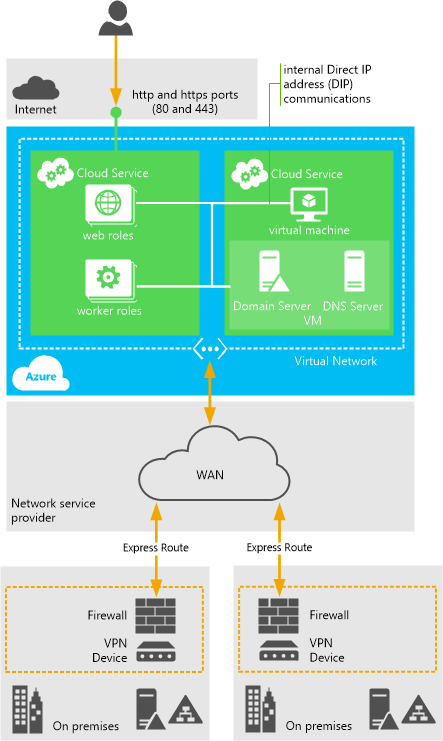 Internet
http and https ports
(80 and 443)
internal Direct IP
address (DIP)
communications
Cloud Service
web roles
worker roles
Cloud Service
virtual machine
Domain Server
DNS Server
VM
Virtual Network
Azure
WAN
Network service
provider
Express Route
Express Route
Firewall
VPN
Device
On premises
Firewall
VPN
Device
On premises